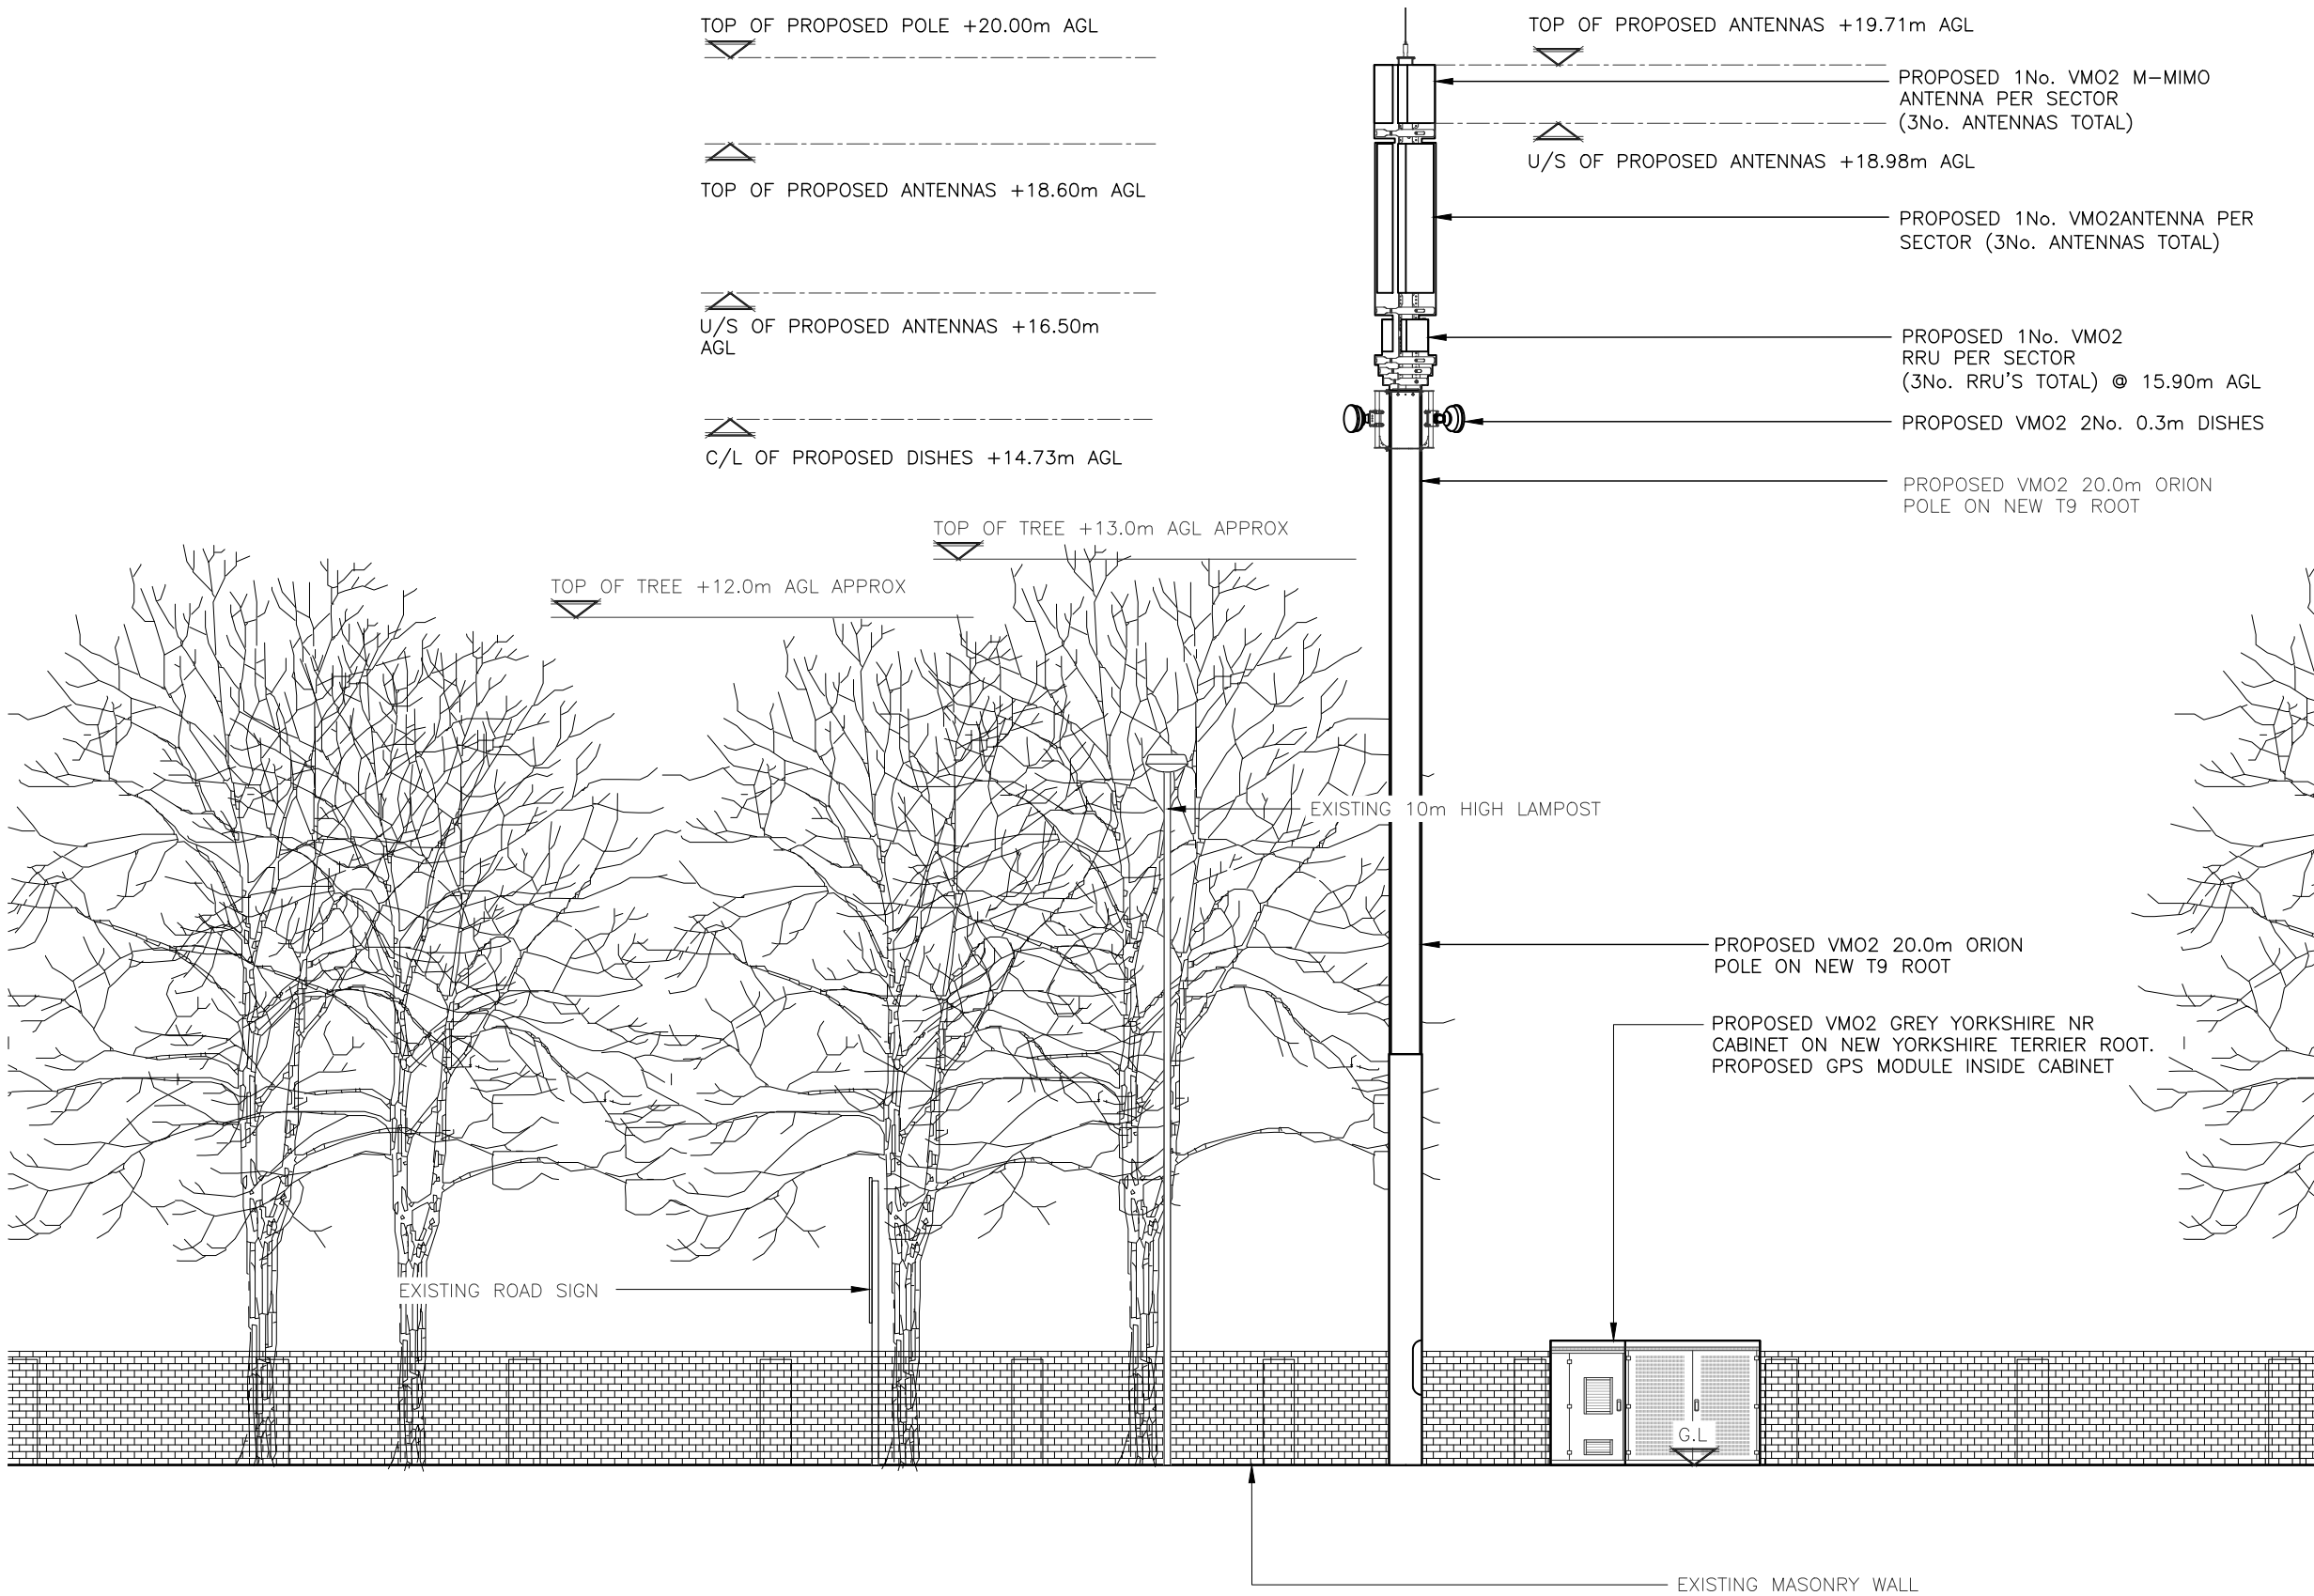 TOP OF PROPOSED POLE +20.00m AGL
TOP OF PROPOSED ANTENNAS +18.60m AGL
U/S OF PROPOSED ANTENNAS +16.50m
AGL
C/L OF PROPOSED DISHES +14.73m AGL
TOP OF PROPOSED ANTENNAS +19.71m AGL
U/S OF PROPOSED ANTENNAS +18.98m AGL
PROPOSED 1No. VMO2 M-MIMO
ANTENNA PER SECTOR
(3No. ANTENNAS TOTAL)
PROPOSED 1No. VMO2ANTENNA PER
SECTOR (3No. ANTENNAS TOTAL)
PROPOSED 1No. VMO2
RRU PER SECTOR
(3No. RRU'S TOTAL) @ 15.90m AGL
PROPOSED VMO2 2No. 0.3m DISHES
PROPOSED VMO2 20.0m ORION
POLE ON NEW T9 ROOT
TOP OF TREE +13.0m AGL APPROX
TOP OF TREE +12.0m AGL APPROX
EXISTING 10m HIGH LAMPOST
PROPOSED VMO2 20.0m ORION
POLE ON NEW T9 ROOT
PROPOSED VMO2 GREY YORKSHIRE NR
CABINET ON NEW YORKSHIRE TERRIER ROOT.
PROPOSED GPS MODULE INSIDE CABINET
EXISTING ROAD SIGN
G.L
EXISTING MASONRY WALL